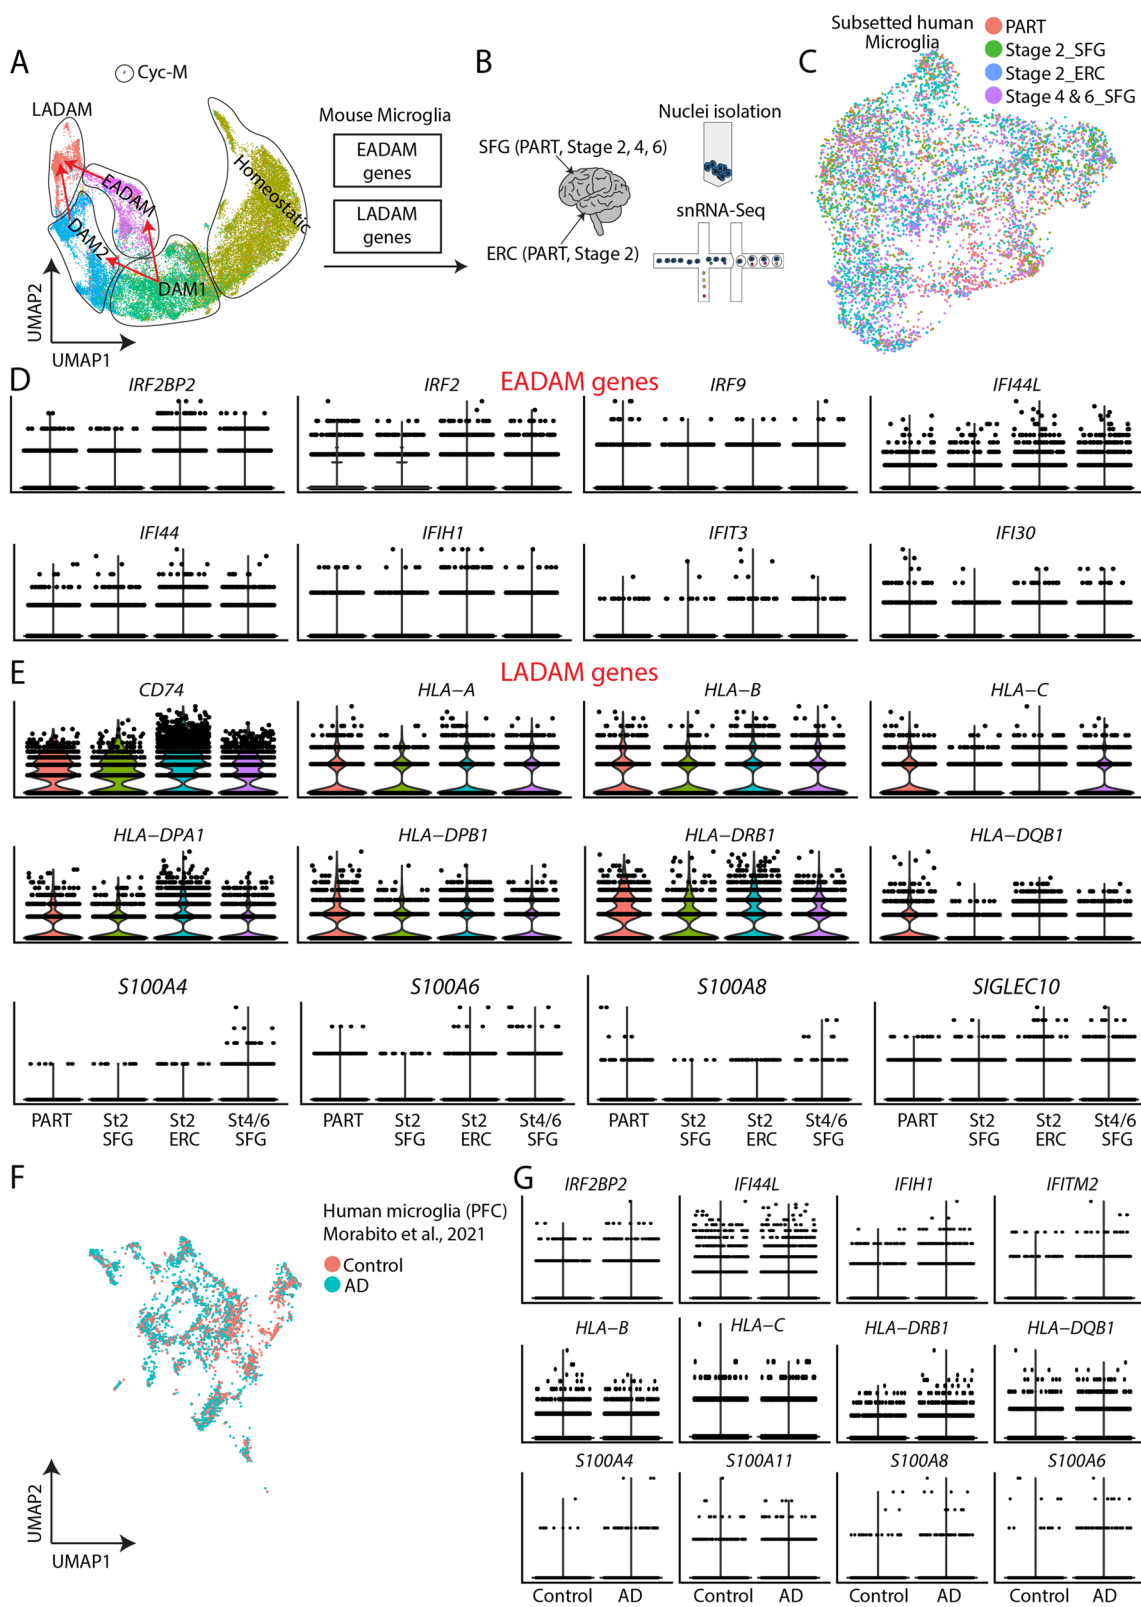 A
Cyc-M
LADAM
EADAM
DAM2
DAM1
Homeostatic
UMAP2
UMAP1
Mouse Microglia
EADAM
genes
LADAM
genes
B
Nuclei isolation
SFG (PART, Stage 2, 4, 6)
snRNA-Seq
ERC (PART, Stage 2)
C
Subsetted human
Microglia
PART
Stage 2_SFG
Stage 2_ERC
Stage 4 & 6_SFG
D
EADAM genes
IRF2BP2
IRF2
IRF9
IFI44L
IFI44
IFIH1
IFIT3
IFI30
E
LADAM genes
CD74
HLA−A
HLA−B
HLA−C
HLA−DPA1
HLA−DPB1
HLA−DRB1
HLA−DQB1
S100A4
S100A6
S100A8
SIGLEC10
PART St2 St2 St4/6 PART St2 St2 St4/6 PART St2 St2 St4/6 PART St2 St2 St4/6
SFG ERC SFG SFG ERC SFG SFG ERC SFG SFG ERC SFG
F
Human microglia (PFC)
Morabito et al., 2021
Control
AD
UMAP2
UMAP1
G
IRF2BP2
IFI44L
IFIH1
IFITM2
HLA−B
HLA−C
HLA−DRB1
HLA−DQB1
S100A4
S100A11
S100A8
S100A6
Control AD Control AD Control AD Control AD